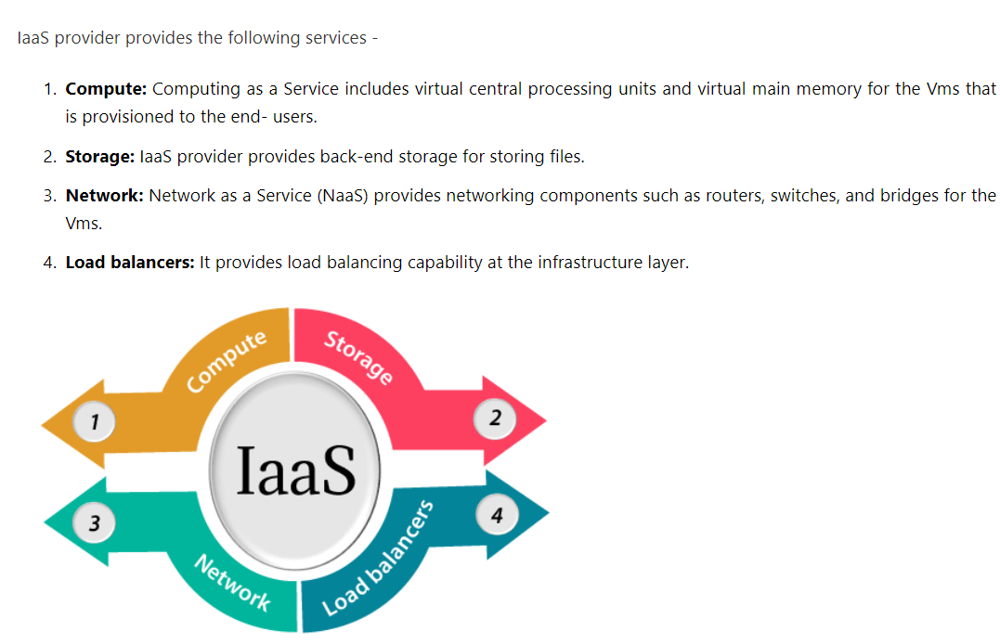 IaaS provider provides the following services -
1. Compute: Computing as a Service includes virtual central processing units and virtual main memory for the Vms that
is provisioned to the end- users.
2. Storage: IaaS provider provides back-end storage for storing files.
3. Network: Network as a Service (NaaS) provides networking components such as routers, switches, and bridges for the
Vms.
4. Load balancers: It provides load balancing capability at the infrastructure layer.
Compute
Storage
1
2
IaaS
3
4
Network
Load balancers